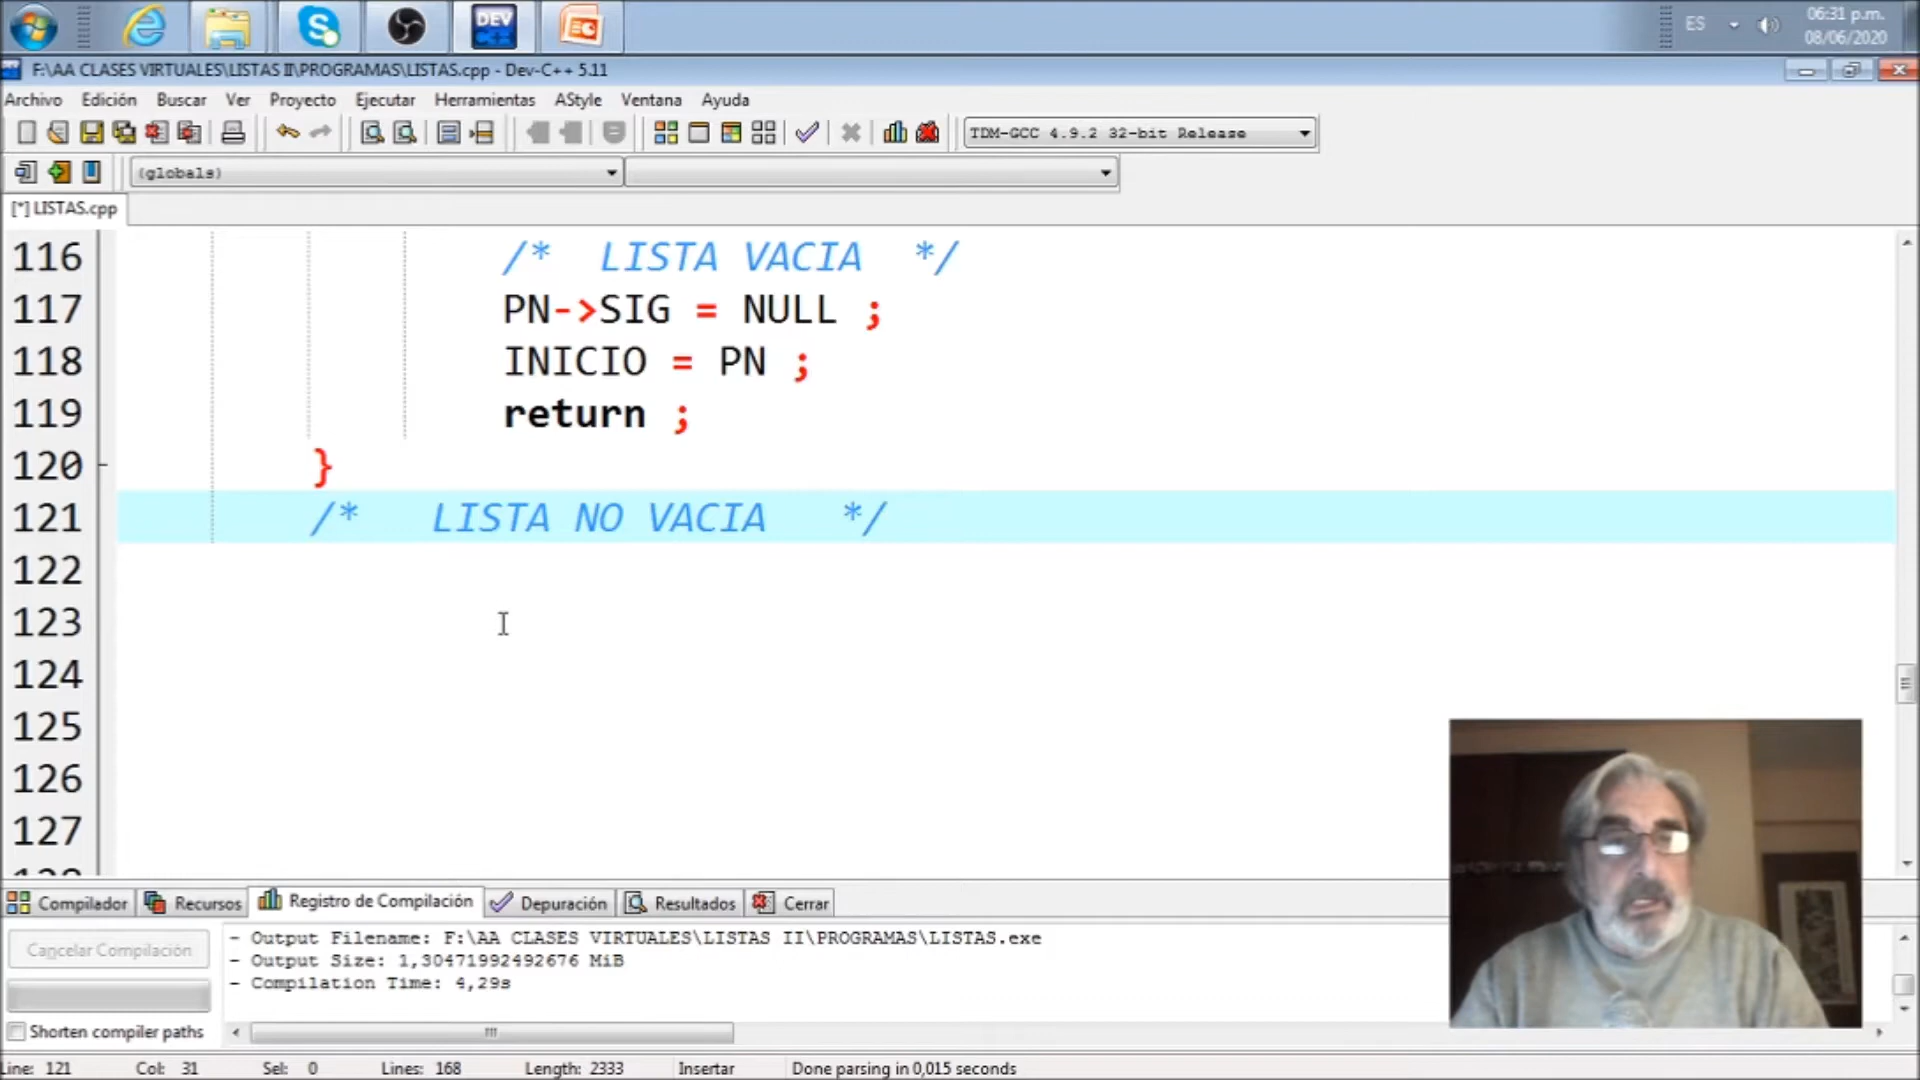 DEV
C++
ES
06:31 p.m.
08/06/2020
F:\AA CLASES VIRTUALES\LISTAS II\PROGRAMAS\LISTAS.cpp - Dev-C++ 5.11
Archivo Edición Buscar Ver Proyecto Ejecutar Herramientas AStyle Ventana Ayuda
TDM-GCC 4.9.2 32-bit Release
(globals)
[*] LISTAS.cpp
116 /* LISTA VACIA */
117 PN->SIG = NULL ;
118 INICIO = PN ;
119 return ;
120 }
121 /* LISTA NO VACIA */
122
123
124
125
126
127
128
Compilador Recursos Registro de Compilación Depuración Resultados Cerrar
Cancelar Compilación
- Output Filename: F:\AA CLASES VIRTUALES\LISTAS II\PROGRAMAS\LISTAS.exe
- Output Size: 1,30471992492676 MiB
- Compilation Time: 4,29s
Shorten compiler paths
Line: 121 Col: 31 Sel: 0 Lines: 168 Length: 2333 Insertar Done parsing in 0,015 seconds